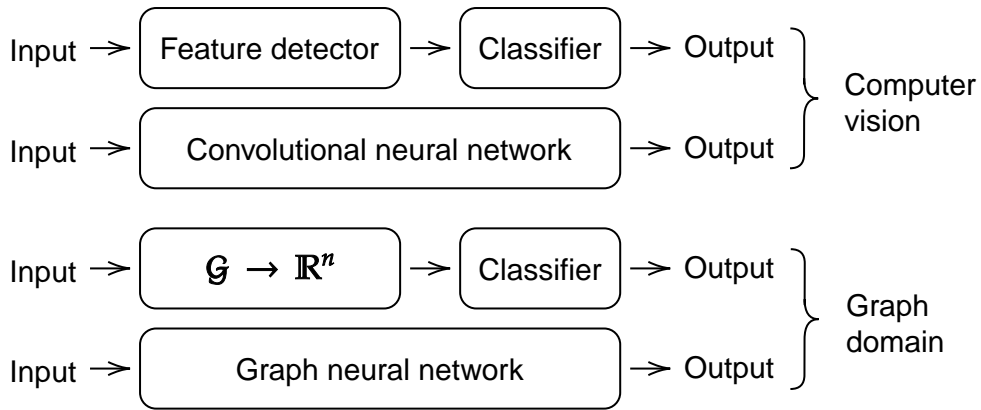 Input Feature detector Classifier Output
Computer
vision
Input Convolutional neural network Output
Input 𝒢 → ℝⁿ Classifier Output
Graph
domain
Input Graph neural network Output